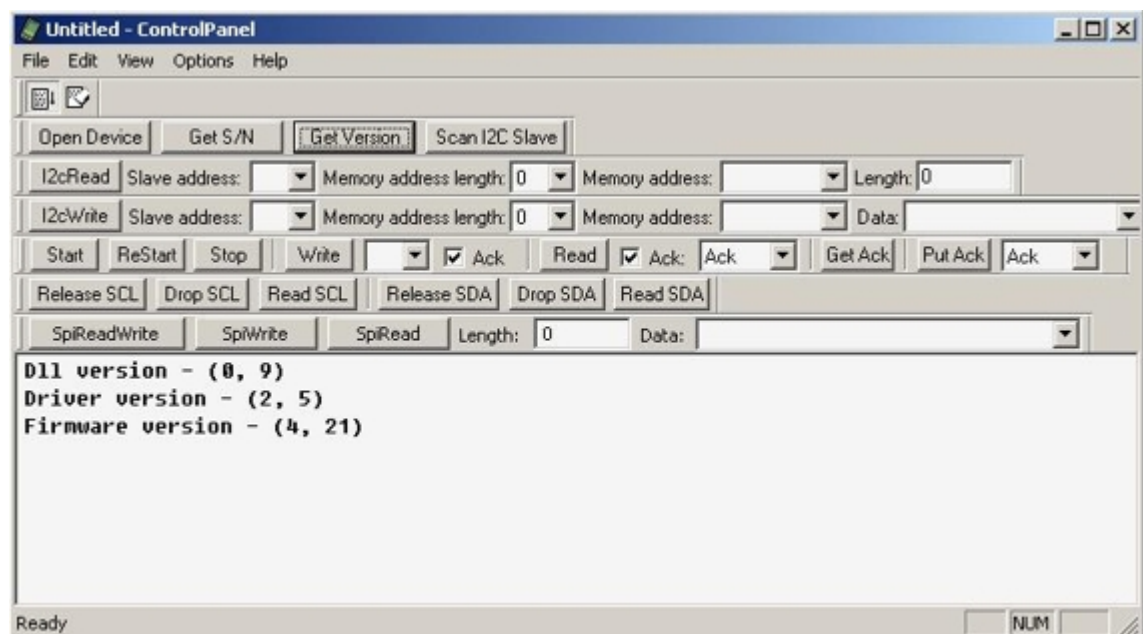 Untitled - ControlPanel
File Edit View Options Help
Open Device Get S/N Get Version Scan I2C Slave
I2cRead Slave address: Memory address length: 0 Memory address: Length: 0
I2cWrite Slave address: Memory address length: 0 Memory address: Data:
Start ReStart Stop Write Ack Read Ack: Ack Get Ack Put Ack Ack
Release SCL Drop SCL Read SCL Release SDA Drop SDA Read SDA
SpiReadWrite SpiWrite SpiRead Length: 0 Data:
Dll version - (0, 9)
Driver version - (2, 5)
Firmware version - (4, 21)
Ready NUM